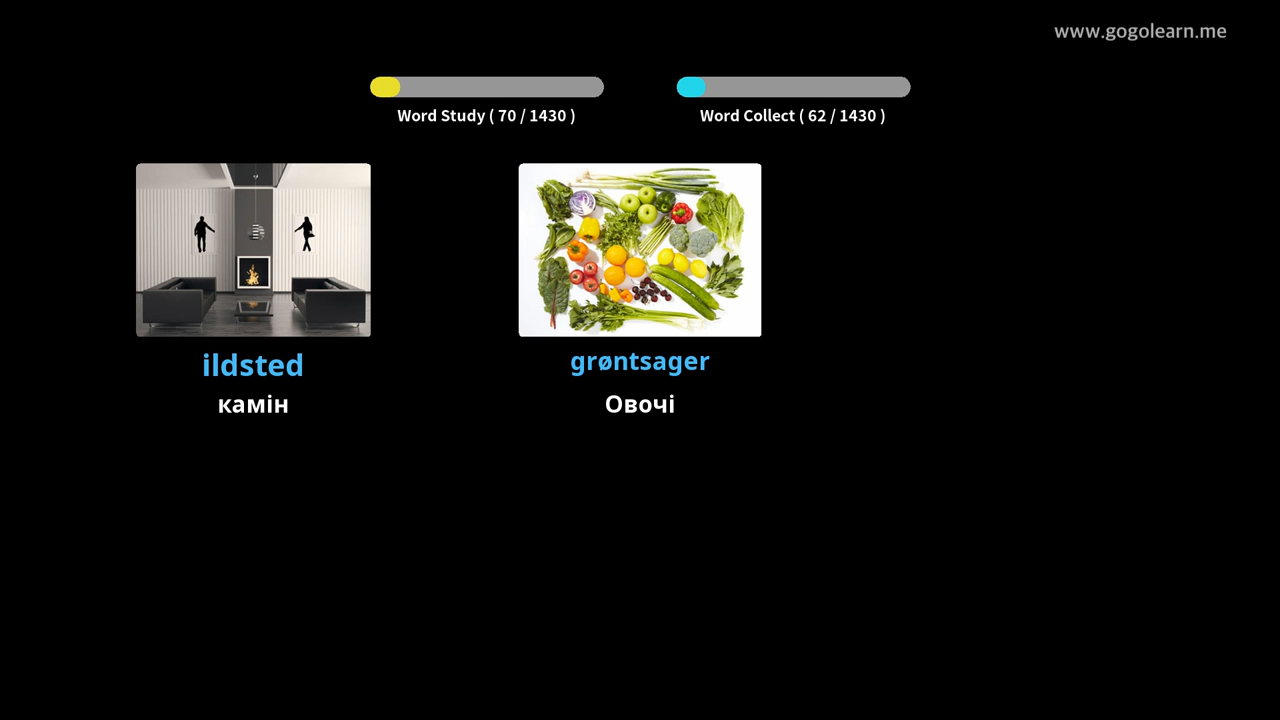 www.gogolearn.me
Word Study ( 70 / 1430 )
Word Collect ( 62 / 1430 )
ildsted
grøntsager
камін
Овочі